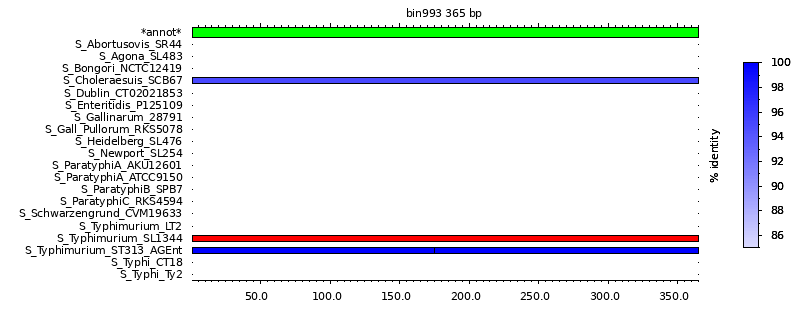 bin993 365 bp
*annot*
S_Abortusovis_SR44
S_Agona_SL483
S_Bongori_NCTC12419
S_Choleraesuis_SCB67
S_Dublin_CT02021853
S_Enteritidis_P125109
S_Gallinarum_28791
S_Gall_Pullorum_RKS5078
S_Heidelberg_SL476
S_Newport_SL254
S_ParatyphiA_AKU12601
S_ParatyphiA_ATCC9150
S_ParatyphiB_SPB7
S_ParatyphiC_RKS4594
S_Schwarzengrund_CVM19633
S_Typhimurium_LT2
S_Typhimurium_SL1344
S_Typhimurium_ST313_AGEnt
S_Typhi_CT18
S_Typhi_Ty2
50.0 100.0 150.0 200.0 250.0 300.0 350.0
% identity
100
98
96
94
92
90
88
86